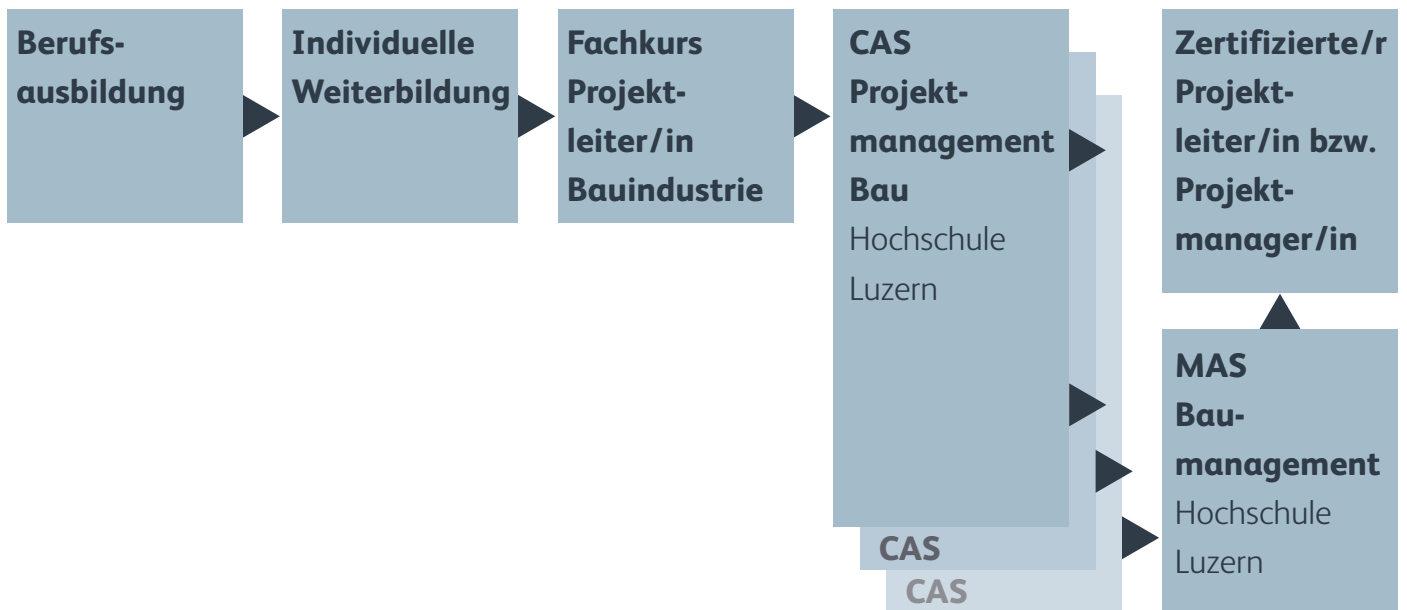 Berufs-
ausbildung
Individuelle
Weiterbildung
Fachkurs
Projekt-
leiter/in
Bauindustrie
CAS
Projekt-
management
Bau
Hochschule
Luzern
CAS
CAS
Zertifizierte/r
Projekt-
leiter/in bzw.
Projekt-
manager/in
MAS
Bau-
management
Hochschule
Luzern